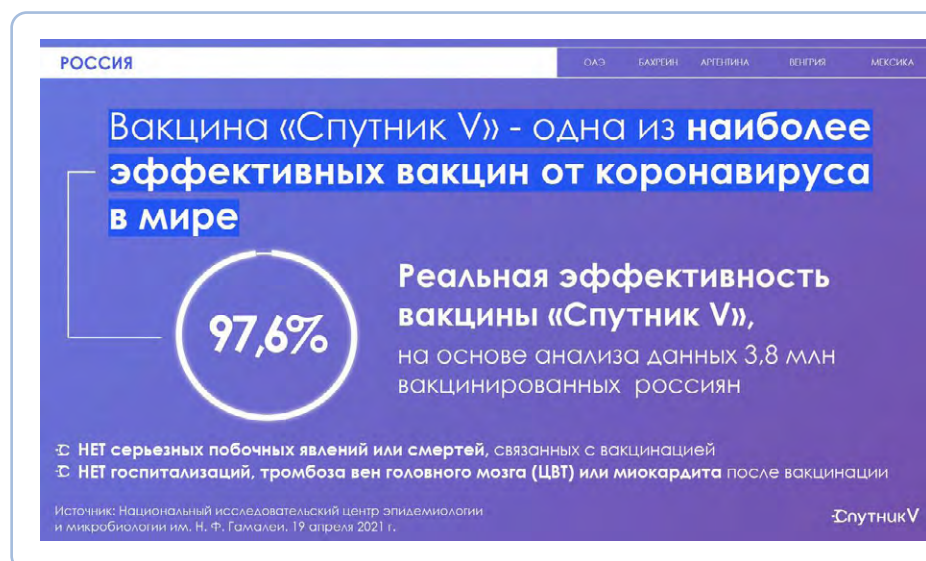 РОССИЯ
ОАЭ БАХРЕЙН АРГЕНТИНА ВЕНГРИЯ МЕКСИКА
Вакцина «Спутник V» - одна из наиболее
эффективных вакцин от коронавируса
в мире
97,6%
Реальная эффективность
вакцины «Спутник V»,
на основе анализа данных 3,8 млн
вакцинированных россиян
НЕТ серьезных побочных явлений или смертей, связанных с вакцинацией
НЕТ госпитализаций, тромбоза вен головного мозга (ЦВТ) или миокардита после вакцинации
Источник: Национальный исследовательский центр эпидемиологии
и микробиологии им. Н. Ф. Гамалеи. 19 апреля 2021 г.
СпутникV